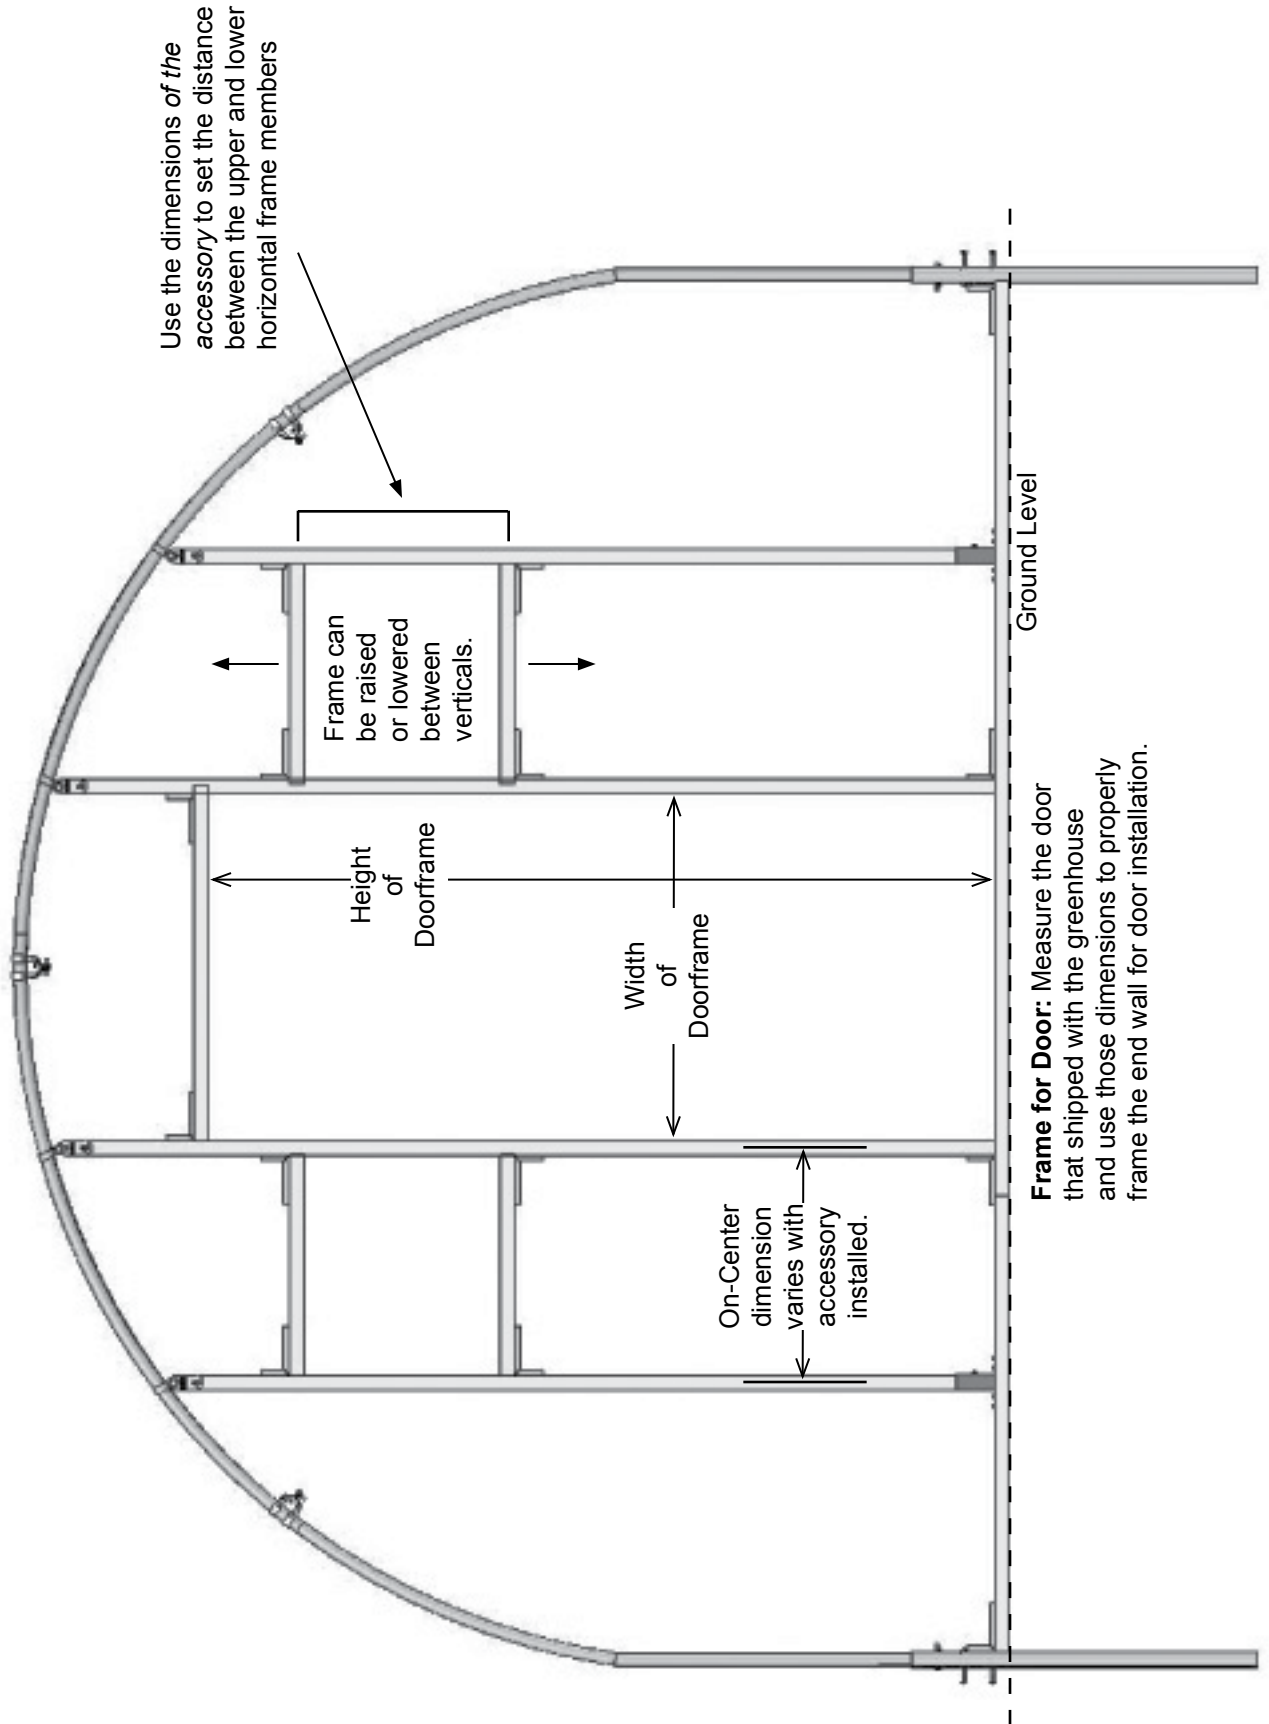 Use the dimensions of the
accessory to set the distance
between the upper and lower
horizontal frame members
Frame can
be raised
or lowered
between
verticals.
Height
of
Doorframe
Width
of
Doorframe
On-Center
dimension
varies with
accessory
installed.
Ground Level
Frame for Door: Measure the door
that shipped with the greenhouse
and use those dimensions to properly
frame the end wall for door installation.